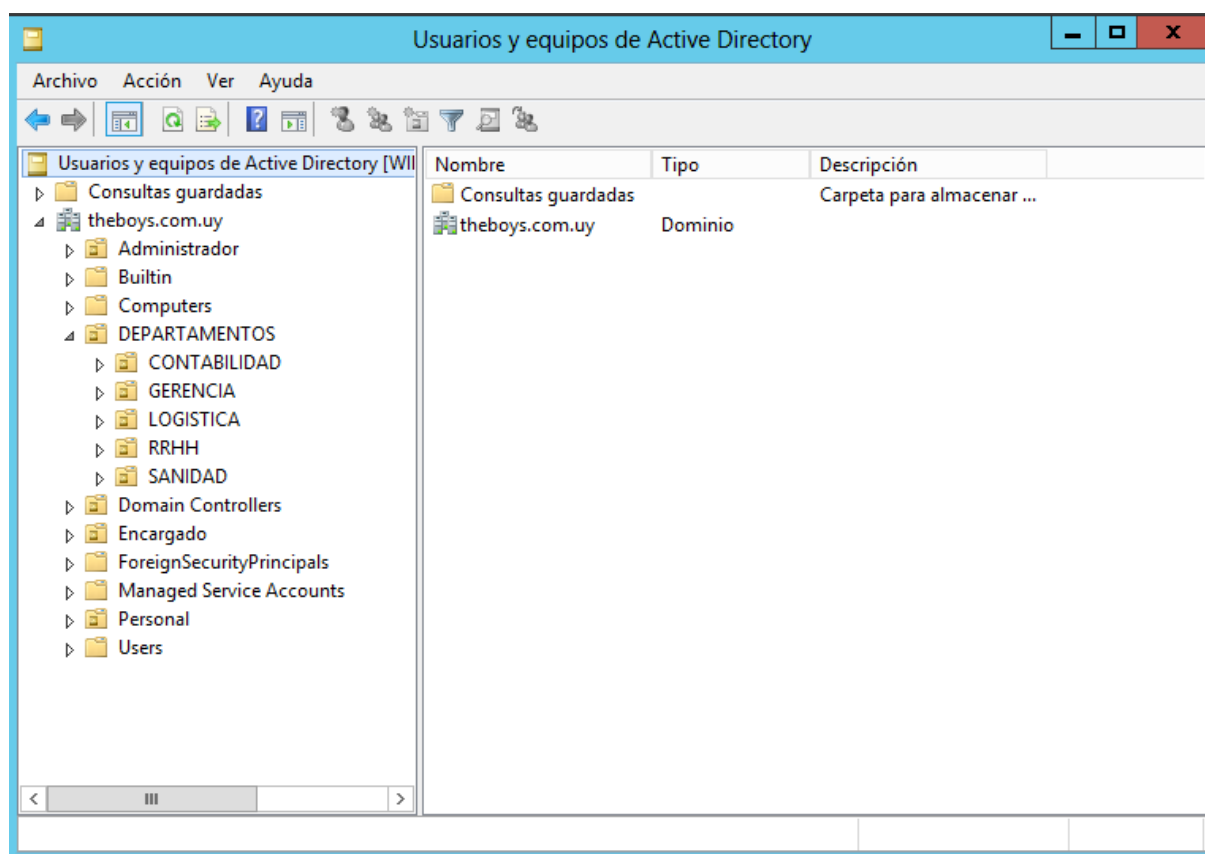 Usuarios y equipos de Active Directory
Archivo Acción Ver Ayuda
Usuarios y equipos de Active Directory [WII
Consultas guardadas
theboys.com.uy
Administrador
Builtin
Computers
DEPARTAMENTOS
CONTABILIDAD
GERENCIA
LOGISTICA
RRHH
SANIDAD
Domain Controllers
Encargado
ForeignSecurityPrincipals
Managed Service Accounts
Personal
Users
Nombre Tipo Descripción
Consultas guardadas Carpeta para almacenar ...
theboys.com.uy Dominio